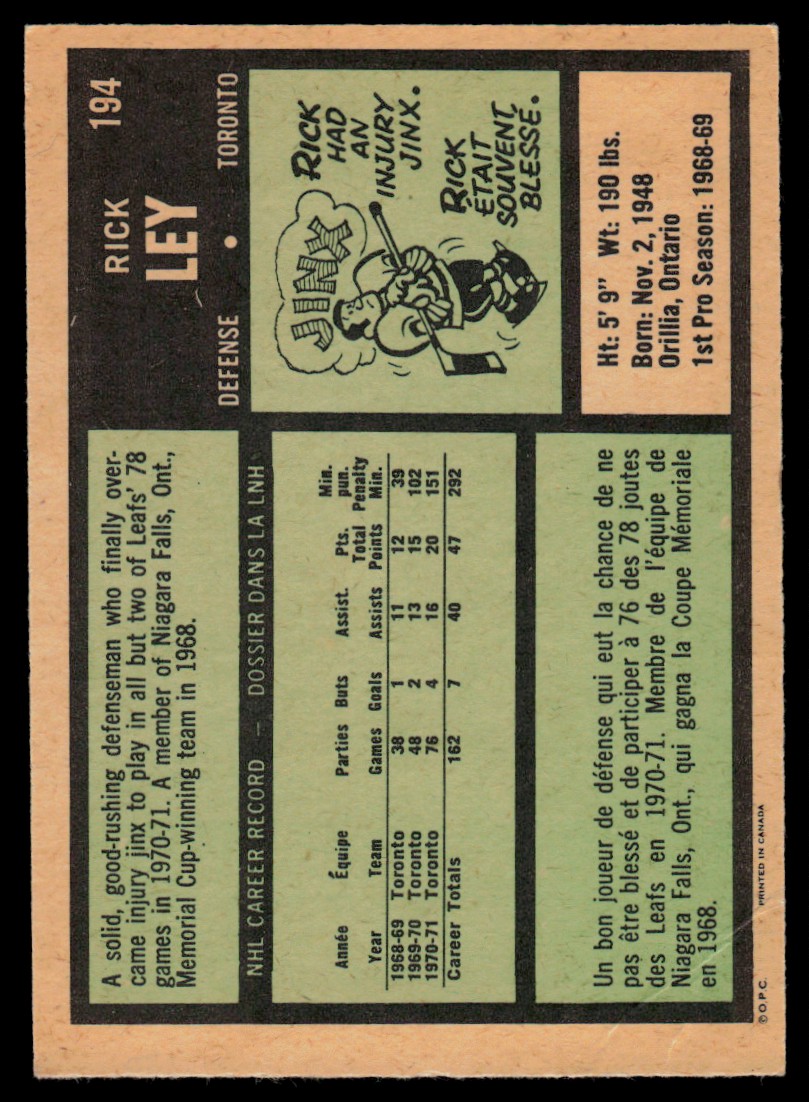 A solid, good-rushing defenseman who finally over-
came injury jinx to play in all but two of Leafs' 78
games in 1970-71. A member of Niagara Falls, Ont.,
Memorial Cup-winning team in 1968.
RICK 194
LEY
DEFENSE • TORONTO
NHL CAREER RECORD — DOSSIER DANS LA LNH
Année Équipe Parties Buts Assist. Pts. Total Min. pun.
Year Team Games Goals Assists Points Penalty Min.
1968-69 Toronto 38 1 11 12 39
1969-70 Toronto 48 2 13 15 102
1970-71 Toronto 76 4 16 20 151
Career Totals 162 7 40 47 292
JINX
RICK
HAD
AN
INJURY
JINX.
RICK
ÉTAIT
SOUVENT
BLESSÉ.
Un bon joueur de défense qui eut la chance de ne
pas être blessé et de participer à 76 des 78 joutes
des Leafs en 1970-71. Membre de l'équipe de
Niagara Falls, Ont., qui gagna la Coupe Mémoriale
en 1968.
Ht: 5' 9" Wt: 190 lbs.
Born: Nov. 2, 1948
Orillia, Ontario
1st Pro Season: 1968-69
© O.P.C. PRINTED IN CANADA